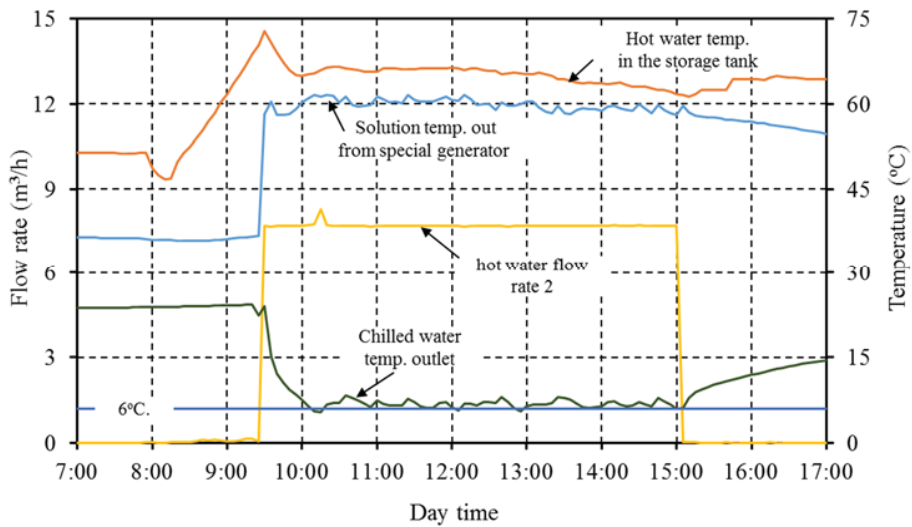 15
12
9
6
3
0
Flow rate (m³/h)
75
60
45
30
15
0
Temperature (ºC)
Hot water temp.
in the storage tank
Solution temp. out
from special generator
hot water flow
rate 2
Chilled water
temp. outlet
6ºC.
7:00 8:00 9:00 10:00 11:00 12:00 13:00 14:00 15:00 16:00 17:00
Day time